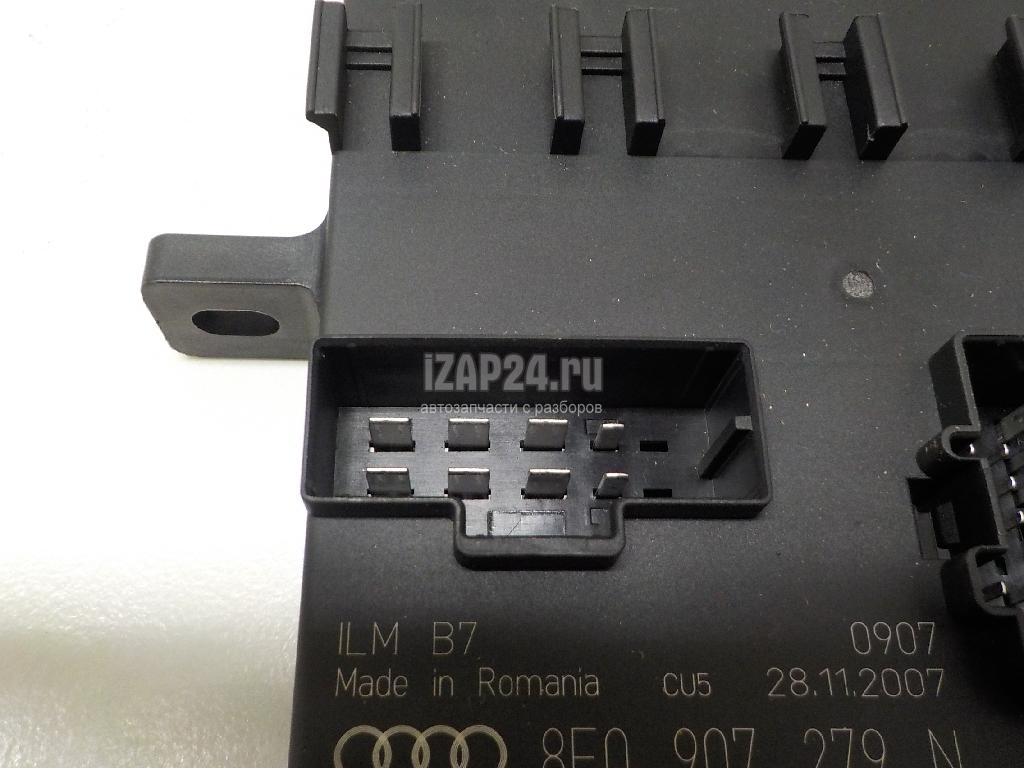 iZAP24.ru
автозапчасти с разборов
ILM B7 0907
Made in Romania CU5 28.11.2007
8E0 907 279 N